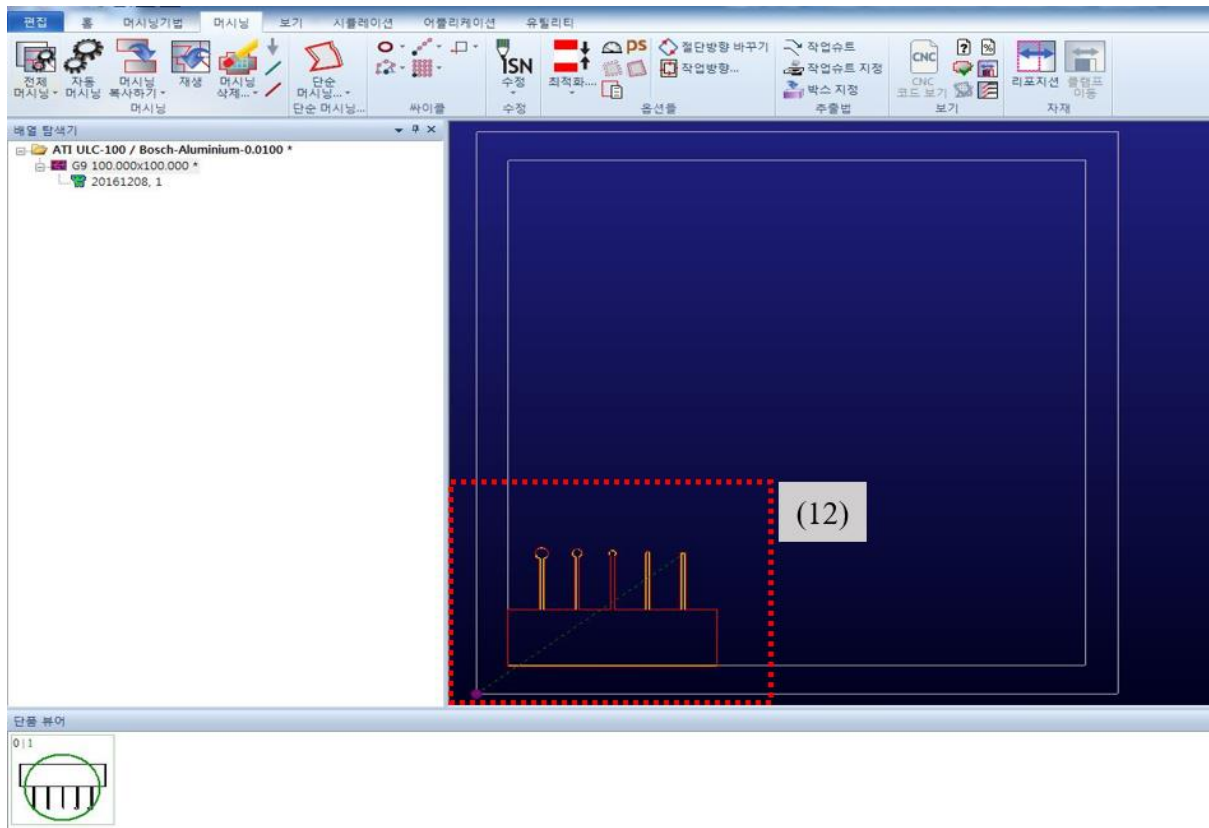 편집 홈 머시닝기법 머시닝 보기 시뮬레이션 어플리케이션 유틸리티
전체
머시닝
자동
머시닝
머시닝
복사하기
재생
머시닝
삭제...
머시닝
단순
머시닝...
단순 머시닝...
싸이클
ISN
수정
수정
최적화...
PS
절단방향 바꾸기
작업방향...
옵션들
작업슈트
작업슈트 지정
박스 지정
추출법
CNC
CNC
코드 보기
보기
리포지션
클램프
이동
자재
배열 탐색기
ATI ULC-100 / Bosch-Aluminium-0.0100 *
G9 100.000x100.000 *
20161208, 1
(12)
단품 뷰어
0|1